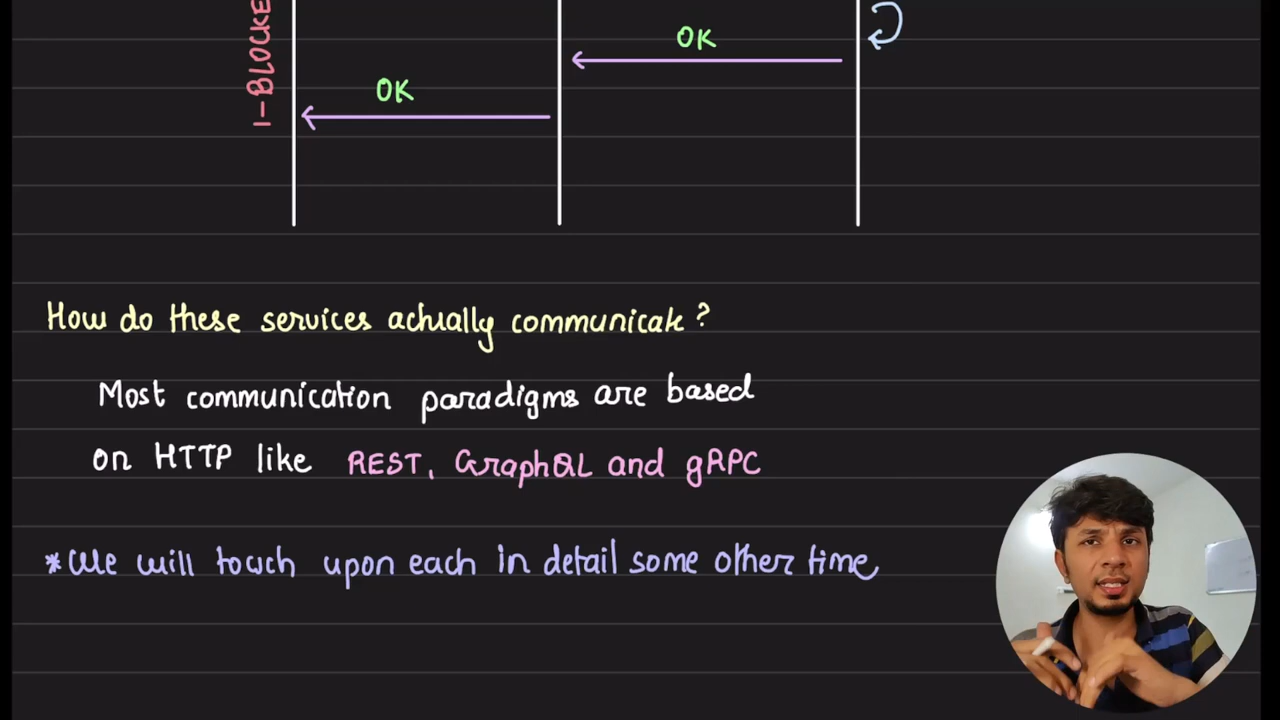 1-BLOCKE
OK
OK
How do these services actually communicate?
Most communication paradigms are based
on HTTP like REST, GraphQL and gRPC
*We will touch upon each in detail some other time